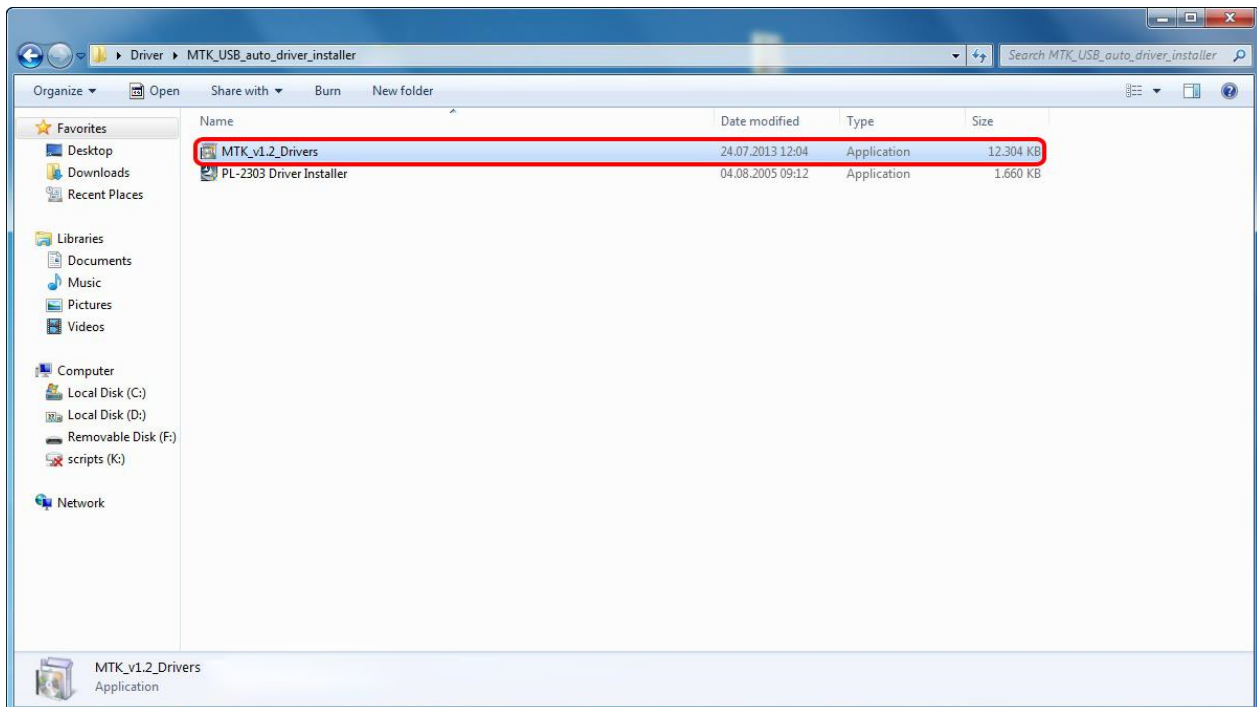 Driver MTK_USB_auto_driver_installer Search MTK_USB_auto_driver_installer
Organize Open Share with Burn New folder
Name Date modified Type Size
MTK_v1.2_Drivers 24.07.2013 12:04 Application 12.304 KB
PL-2303 Driver Installer 04.08.2005 09:12 Application 1.660 KB
Favorites
Desktop
Downloads
Recent Places
Libraries
Documents
Music
Pictures
Videos
Computer
Local Disk (C:)
Local Disk (D:)
Removable Disk (F:)
scripts (K:)
Network
MTK_v1.2_Drivers
Application